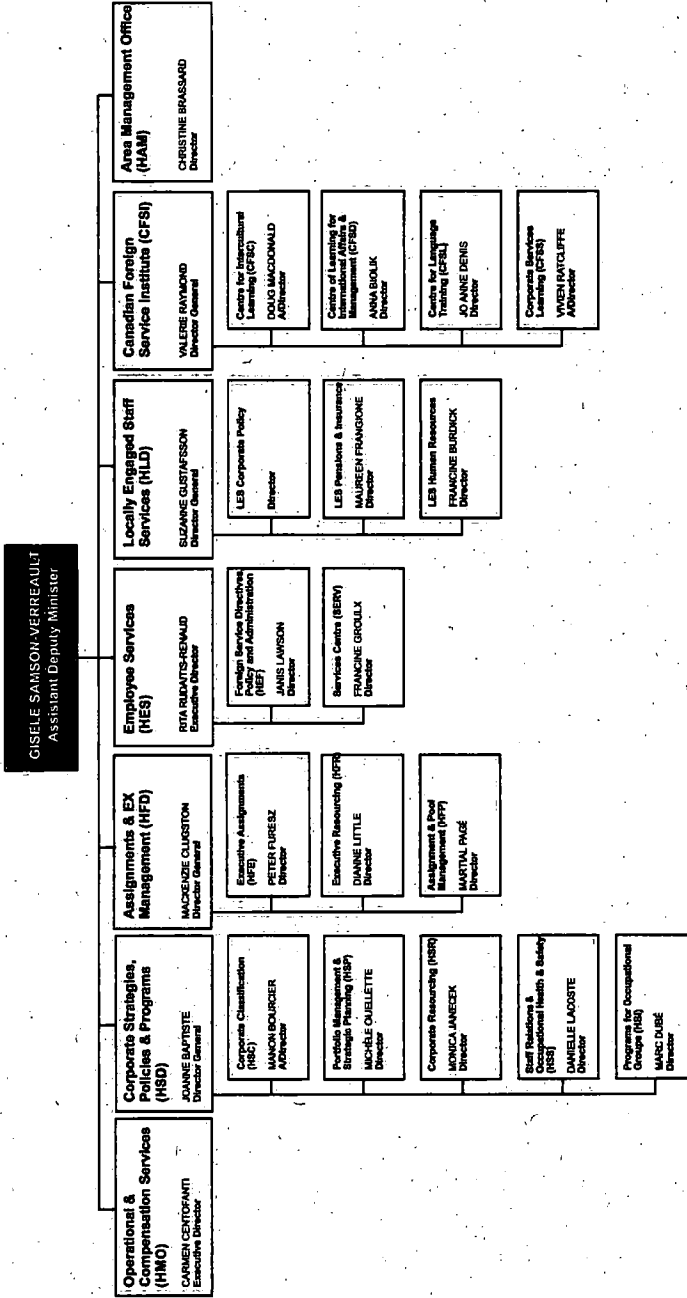 GISELE SAMSON-VERREAULT
Assistant Deputy Minister
Operational &
Compensation Services
(HMO)
CARMEN CENTOFANTI
Executive Director
Corporate Strategies,
Policies & Programs
(HSD)
JOANNE BAPTISTE
Director General
Corporate Classification
(HSC)
MANON BOURCIER
A/Director
Portfolio Management &
Strategic Planning (HSP)
MICHÈLE OUELLETTE
Director
Corporate Resourcing (HSR)
MONICA JANECEK
Director
Staff Relations &
Occupational Health & Safety
(HSS)
DANIELLE LACOSTE
Director
Programs for Occupational
Groups (HSI)
MARC DUBÉ
Director
Assignments & EX
Management (HFD)
MACKENZIE CLUGSTON
Director General
Executive Assignments
(HFE)
PETER FURESZ
Director
Executive Resourcing (HFR)
DIANNE LITTLE
Director
Assignment & Pool
Management (HFP)
MARTIAL PAGÉ
Director
Employee Services
(HES)
RITA RUDAITIS-RENAUD
Executive Director
Foreign Service Directives,
Policy and Administration
(HEF)
JANIS LAWSON
Director
Services Centre (SERV)
FRANCINE GROULX
Director
Locally Engaged Staff
Services (HLD)
SUZANNE GUSTAFSSON
Director General
LES Corporate Policy
Director
LES Pensions & Insurance
MAUREEN FRANGIONE
Director
LES Human Resources
FRANCINE BURDICK
Director
Canadian Foreign
Service Institute (CFSI)
VALERIE RAYMOND
Director General
Centre for Intercultural
Learning (CFSC)
DOUG MACDONALD
A/Director
Centre of Learning for
International Affairs &
Management (CFSD)
ANNA BIOLIK
Director
Centre for Language
Training (CFSL)
JO ANNE DENIS
Director
Corporate Services
Learning (CFSS)
VIVIEN RATCLIFFE
A/Director
Area Management Office
(HAM)
CHRISTINE BRASSARD
Director